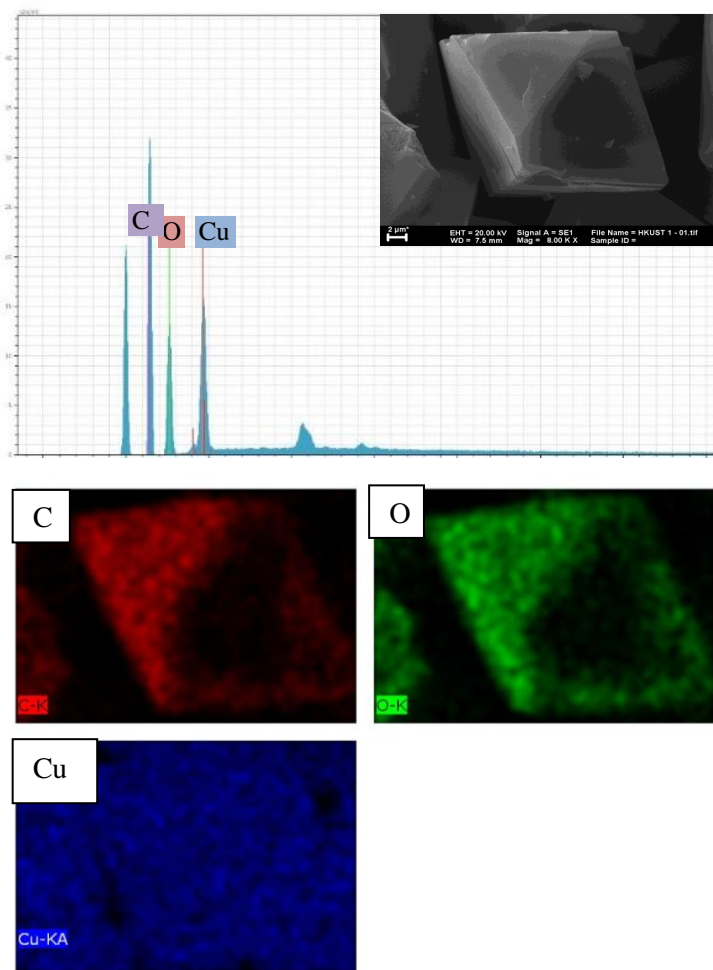 C
O
Cu
2 µm*
EHT = 20.00 kV Signal A = SE1 File Name = HKUST 1 - 01.tif
WD = 7.5 mm Mag = 8.00 K X Sample ID =
C
O
C-K
O-K
Cu
Cu-KA